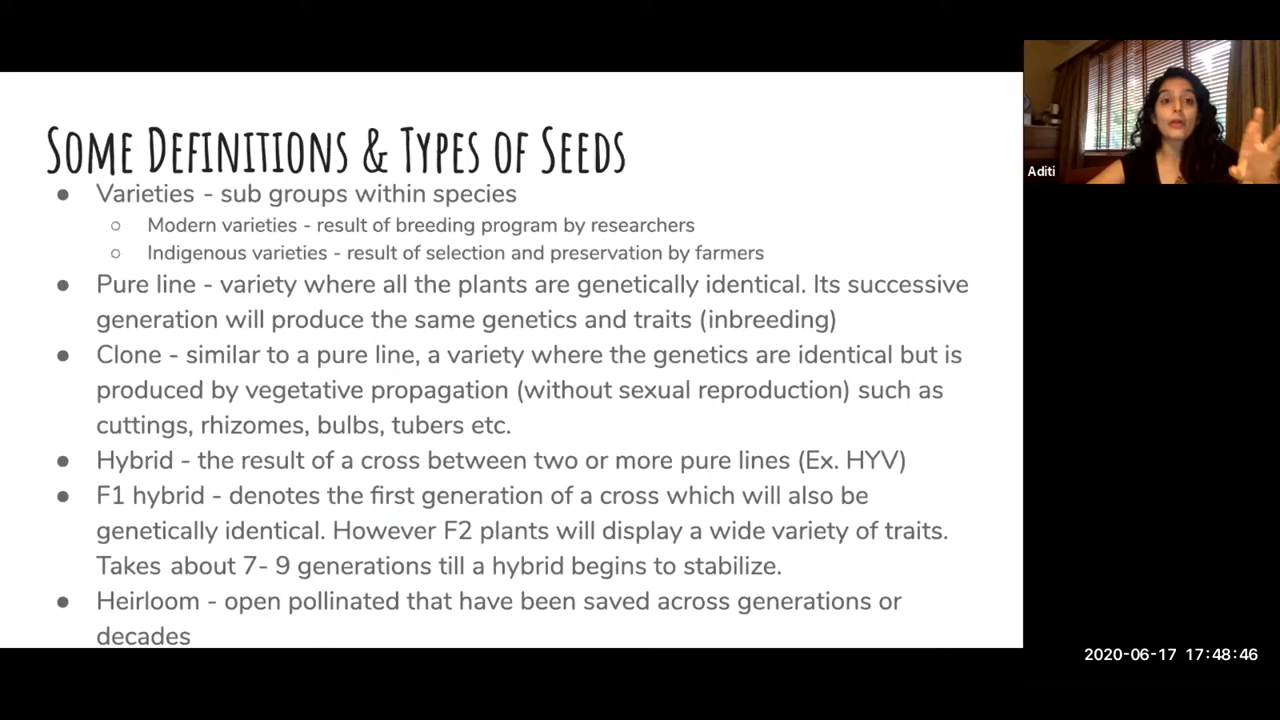 Some Definitions & Types of Seeds
● Varieties - sub groups within species
○ Modern varieties - result of breeding program by researchers
○ Indigenous varieties - result of selection and preservation by farmers
● Pure line - variety where all the plants are genetically identical. Its successive
generation will produce the same genetics and traits (inbreeding)
● Clone - similar to a pure line, a variety where the genetics are identical but is
produced by vegetative propagation (without sexual reproduction) such as
cuttings, rhizomes, bulbs, tubers etc.
● Hybrid - the result of a cross between two or more pure lines (Ex. HYV)
● F1 hybrid - denotes the first generation of a cross which will also be
genetically identical. However F2 plants will display a wide variety of traits.
Takes about 7- 9 generations till a hybrid begins to stabilize.
● Heirloom - open pollinated that have been saved across generations or
decades
Aditi
2020-06-17 17:48:46